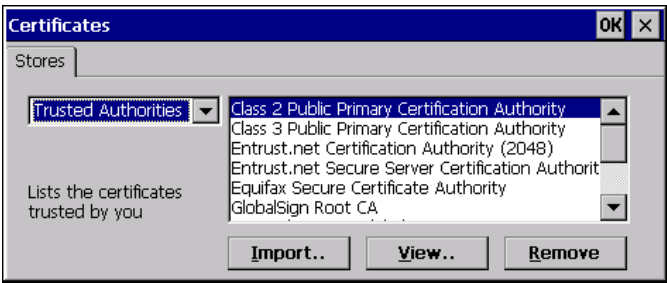 Certificates OK ×
Stores
Trusted Authorities
Class 2 Public Primary Certification Authority
Class 3 Public Primary Certification Authority
Entrust.net Certification Authority (2048)
Entrust.net Secure Server Certification Authorit
Equifax Secure Certificate Authority
GlobalSign Root CA
Lists the certificates
trusted by you
Import.. View.. Remove